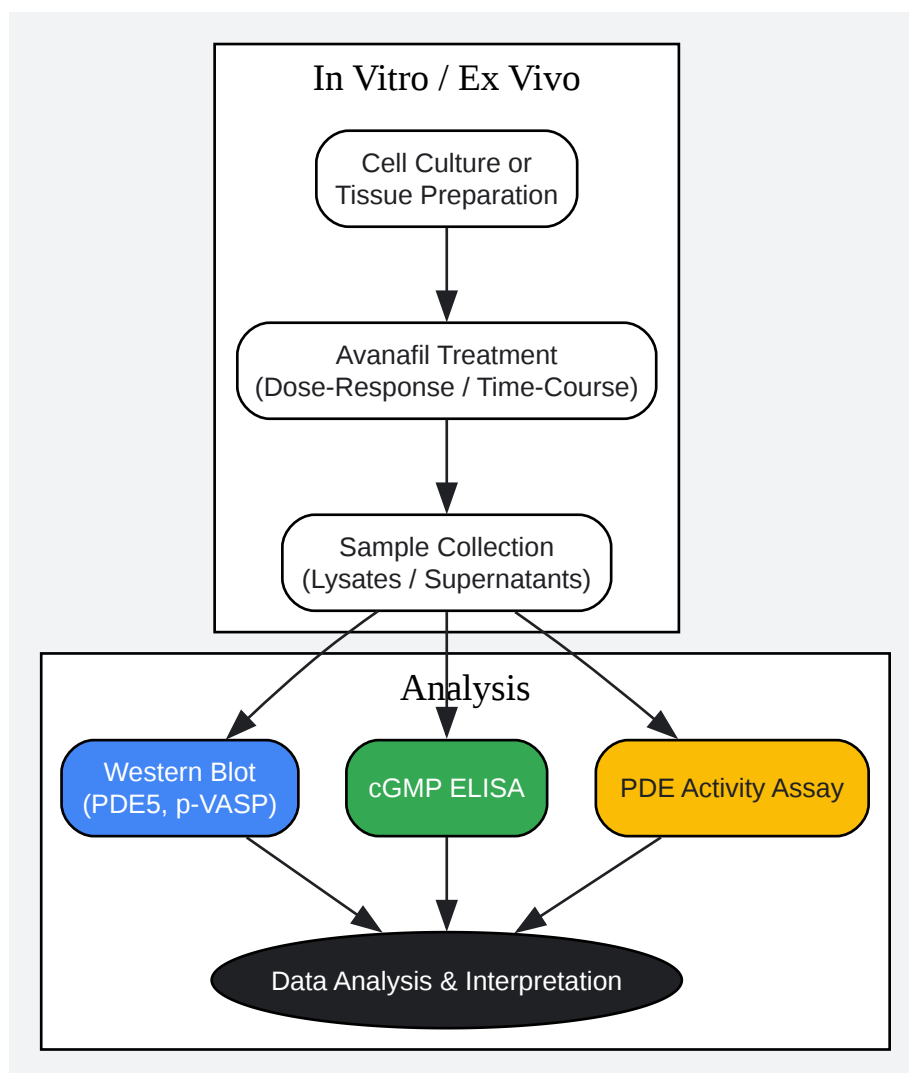 In Vitro / Ex Vivo
Cell Culture or
Tissue Preparation
Avanafil Treatment
(Dose-Response / Time-Course)
Sample Collection
(Lysates / Supernatants)
Analysis
Western Blot
(PDE5, p-VASP)
cGMP ELISA
PDE Activity Assay
Data Analysis & Interpretation